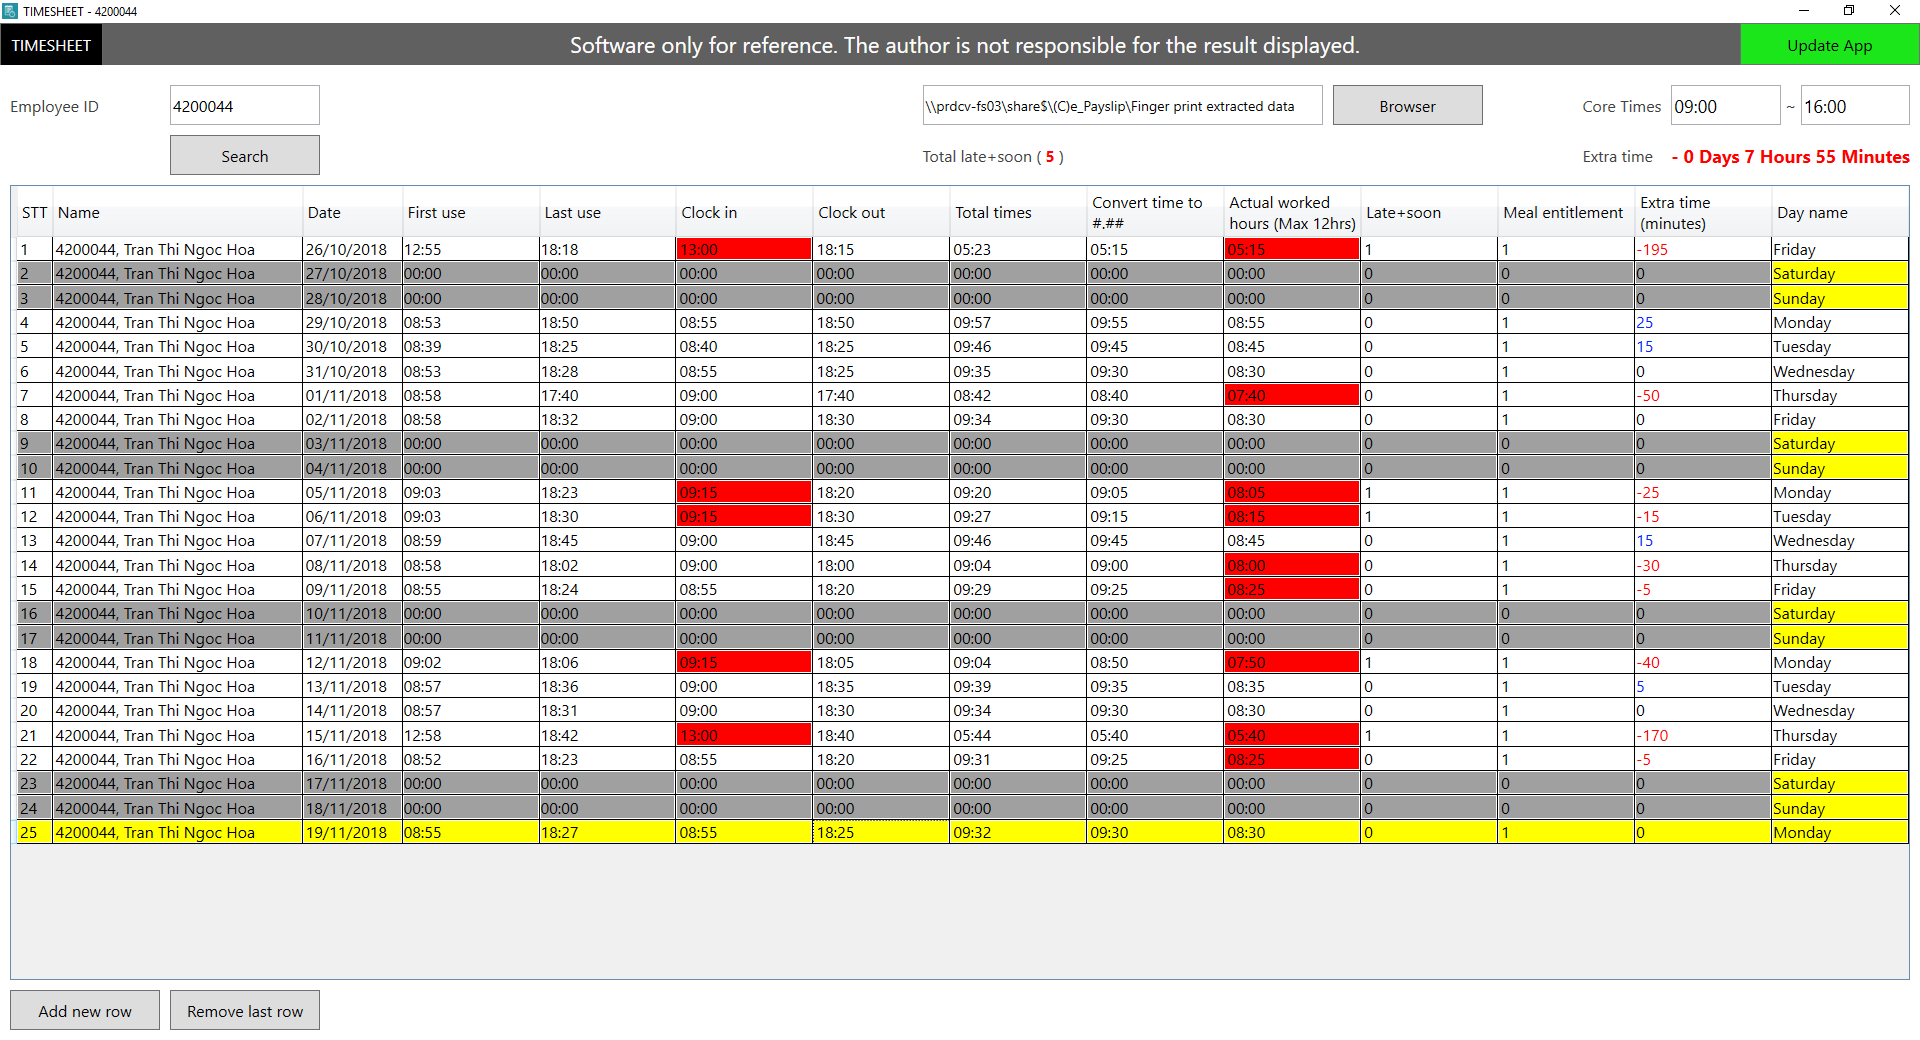 TIMESHEET - 4200044
TIMESHEET Software only for reference. The author is not responsible for the result displayed. Update App
Employee ID 4200044 \\prdcv-fs03\share$\(C)e_Payslip\Finger print extracted data Browser Core Times 09:00 ~ 16:00
Search Total late+soon ( 5 ) Extra time - 0 Days 7 Hours 55 Minutes
STT Name Date First use Last use Clock in Clock out Total times Convert time to #.## Actual worked hours (Max 12hrs) Late+soon Meal entitlement Extra time (minutes) Day name
1 4200044, Tran Thi Ngoc Hoa 26/10/2018 12:55 18:18 13:00 18:15 05:23 05:15 05:15 1 1 -195 Friday
2 4200044, Tran Thi Ngoc Hoa 27/10/2018 00:00 00:00 00:00 00:00 00:00 00:00 00:00 0 0 0 Saturday
3 4200044, Tran Thi Ngoc Hoa 28/10/2018 00:00 00:00 00:00 00:00 00:00 00:00 00:00 0 0 0 Sunday
4 4200044, Tran Thi Ngoc Hoa 29/10/2018 08:53 18:50 08:55 18:50 09:57 09:55 08:55 0 1 25 Monday
5 4200044, Tran Thi Ngoc Hoa 30/10/2018 08:39 18:25 08:40 18:25 09:46 09:45 08:45 0 1 15 Tuesday
6 4200044, Tran Thi Ngoc Hoa 31/10/2018 08:53 18:28 08:55 18:25 09:35 09:30 08:30 0 1 0 Wednesday
7 4200044, Tran Thi Ngoc Hoa 01/11/2018 08:58 17:40 09:00 17:40 08:42 08:40 07:40 0 1 -50 Thursday
8 4200044, Tran Thi Ngoc Hoa 02/11/2018 08:58 18:32 09:00 18:30 09:34 09:30 08:30 0 1 0 Friday
9 4200044, Tran Thi Ngoc Hoa 03/11/2018 00:00 00:00 00:00 00:00 00:00 00:00 00:00 0 0 0 Saturday
10 4200044, Tran Thi Ngoc Hoa 04/11/2018 00:00 00:00 00:00 00:00 00:00 00:00 00:00 0 0 0 Sunday
11 4200044, Tran Thi Ngoc Hoa 05/11/2018 09:03 18:23 09:15 18:20 09:20 09:05 08:05 1 1 -25 Monday
12 4200044, Tran Thi Ngoc Hoa 06/11/2018 09:03 18:30 09:15 18:30 09:27 09:15 08:15 1 1 -15 Tuesday
13 4200044, Tran Thi Ngoc Hoa 07/11/2018 08:59 18:45 09:00 18:45 09:46 09:45 08:45 0 1 15 Wednesday
14 4200044, Tran Thi Ngoc Hoa 08/11/2018 08:58 18:02 09:00 18:00 09:04 09:00 08:00 0 1 -30 Thursday
15 4200044, Tran Thi Ngoc Hoa 09/11/2018 08:55 18:24 08:55 18:20 09:29 09:25 08:25 0 1 -5 Friday
16 4200044, Tran Thi Ngoc Hoa 10/11/2018 00:00 00:00 00:00 00:00 00:00 00:00 00:00 0 0 0 Saturday
17 4200044, Tran Thi Ngoc Hoa 11/11/2018 00:00 00:00 00:00 00:00 00:00 00:00 00:00 0 0 0 Sunday
18 4200044, Tran Thi Ngoc Hoa 12/11/2018 09:02 18:06 09:15 18:05 09:04 08:50 07:50 1 1 -40 Monday
19 4200044, Tran Thi Ngoc Hoa 13/11/2018 08:57 18:36 09:00 18:35 09:39 09:35 08:35 0 1 5 Tuesday
20 4200044, Tran Thi Ngoc Hoa 14/11/2018 08:57 18:31 09:00 18:30 09:34 09:30 08:30 0 1 0 Wednesday
21 4200044, Tran Thi Ngoc Hoa 15/11/2018 12:58 18:42 13:00 18:40 05:44 05:40 05:40 1 1 -170 Thursday
22 4200044, Tran Thi Ngoc Hoa 16/11/2018 08:52 18:23 08:55 18:20 09:31 09:25 08:25 0 1 -5 Friday
23 4200044, Tran Thi Ngoc Hoa 17/11/2018 00:00 00:00 00:00 00:00 00:00 00:00 00:00 0 0 0 Saturday
24 4200044, Tran Thi Ngoc Hoa 18/11/2018 00:00 00:00 00:00 00:00 00:00 00:00 00:00 0 0 0 Sunday
25 4200044, Tran Thi Ngoc Hoa 19/11/2018 08:55 18:27 08:55 18:25 09:32 09:30 08:30 0 1 0 Monday
Add new row Remove last row